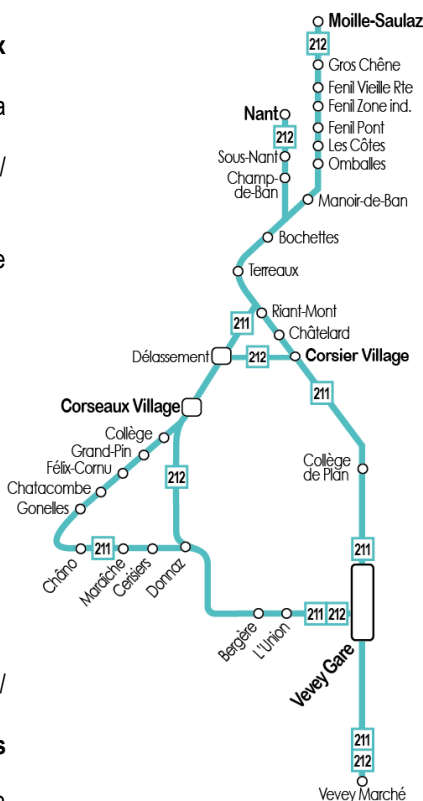 Moille-Saulaz
212
x
Gros Chêne
Fenil Vieille Rte
a
Fenil Zone ind.
Nant
Fenil Pont
212
Les Côtes
Sous-Nant
/
Omballes
Champ-
de-Ban
Manoir-de-Ban
Bochettes
e
Terreaux
Riant-Mont
211
Châtelard
Délassement
212
Corsier Village
211
Corseaux Village
Collège
Grand-Pin
Félix-Cornu
212
Collège
de Plan
Chatacombe
Gonelles
211
211
Châno
Maraîche
Cerisiers
Donnaz
Bergère
L'Union
211
212
Vevey Gare
/
211
212
s
Vevey Marché